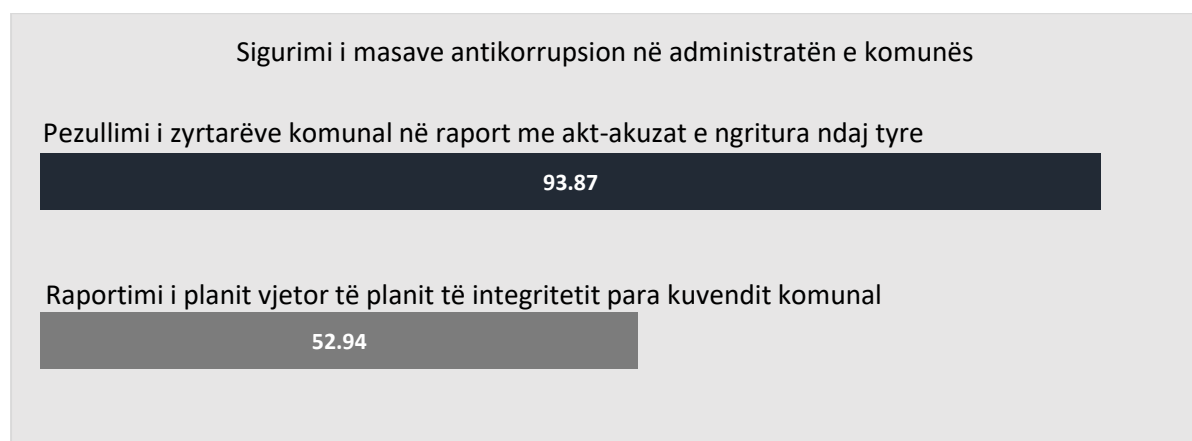 Sigurimi i masave antikorrupsion në administratën e komunës
Pezullimi i zyrtarëve komunal në raport me akt-akuzat e ngritura ndaj tyre
93.87
Raportimi i planit vjetor të planit të integritetit para kuvendit komunal
52.94